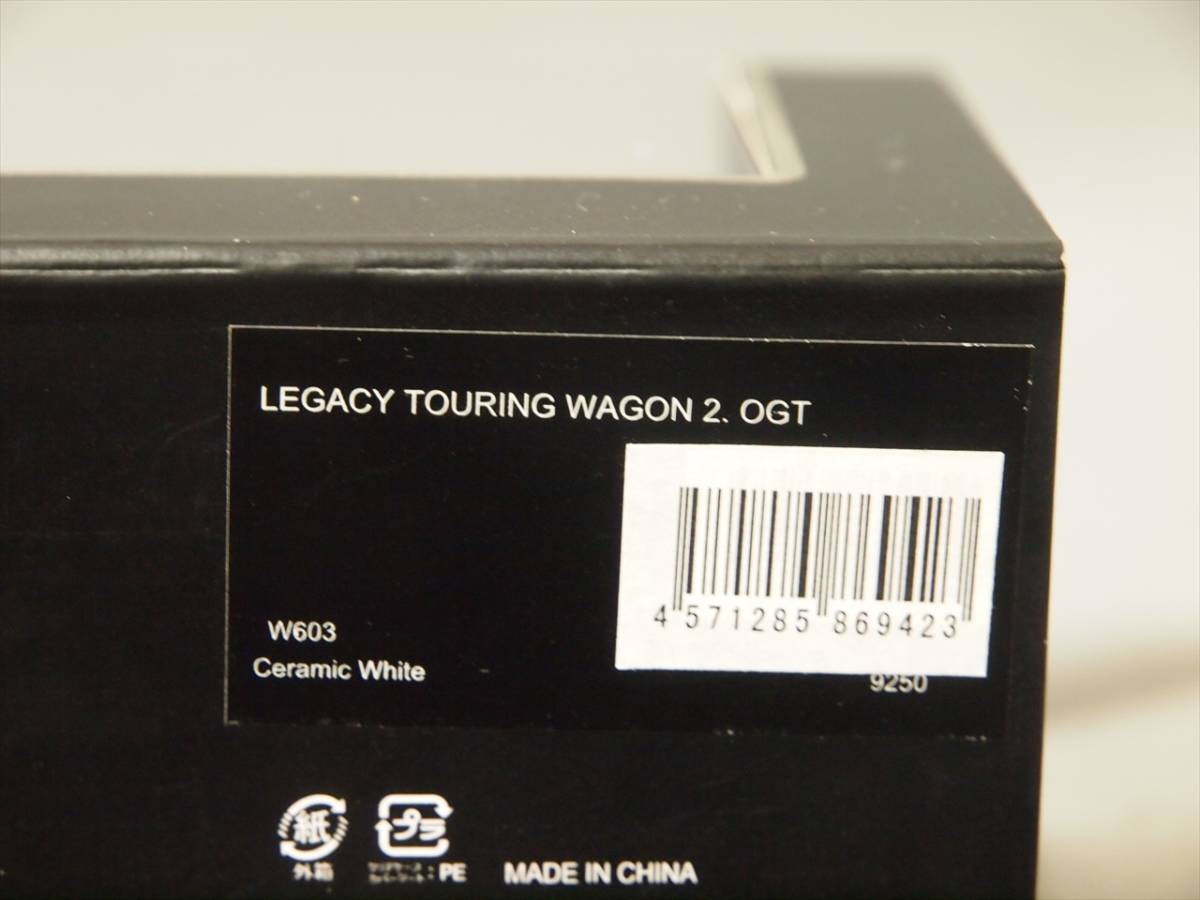 LEGACY TOURING WAGON 2. OGT
4 571285 869423
W603
Ceramic White
9250
紙 プラ
外箱 : PE MADE IN CHINA